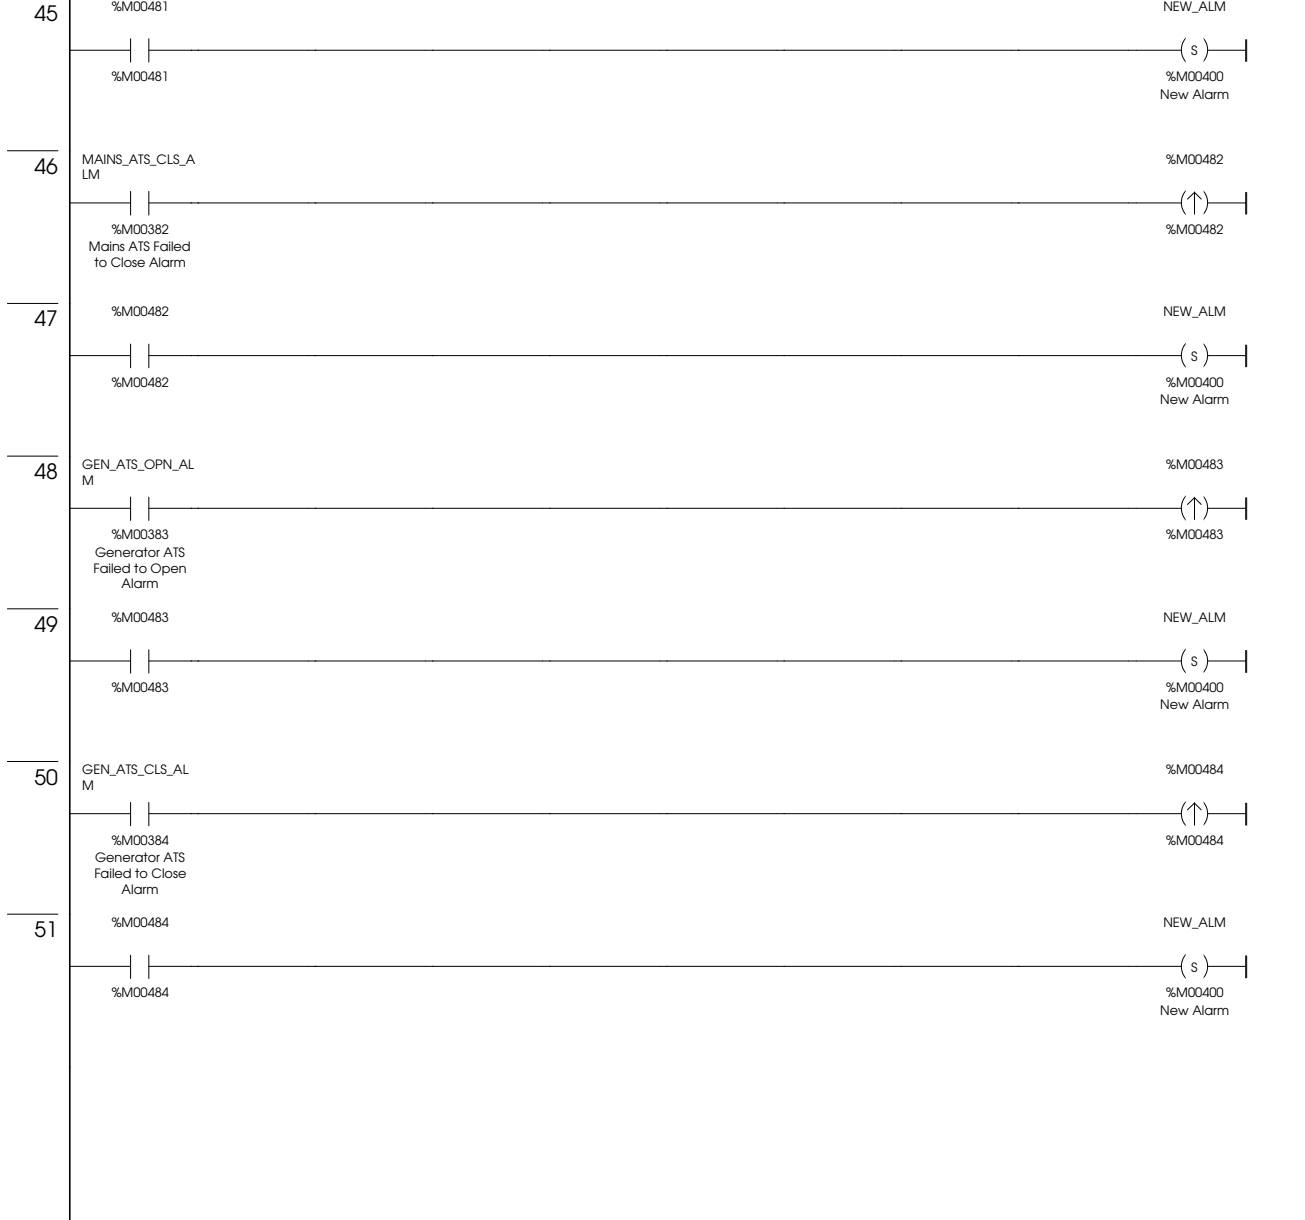 45
%M00481
NEW_ALM
S
%M00481
%M00400
New Alarm
46
MAINS_ATS_CLS_A
LM
%M00482
%M00382
%M00482
Mains ATS Failed
to Close Alarm
47
%M00482
NEW_ALM
S
%M00482
%M00400
New Alarm
48
GEN_ATS_OPN_AL
M
%M00483
%M00383
%M00483
Generator ATS
Failed to Open
Alarm
49
%M00483
NEW_ALM
S
%M00483
%M00400
New Alarm
50
GEN_ATS_CLS_AL
M
%M00484
%M00384
%M00484
Generator ATS
Failed to Close
Alarm
51
%M00484
NEW_ALM
S
%M00484
%M00400
New Alarm